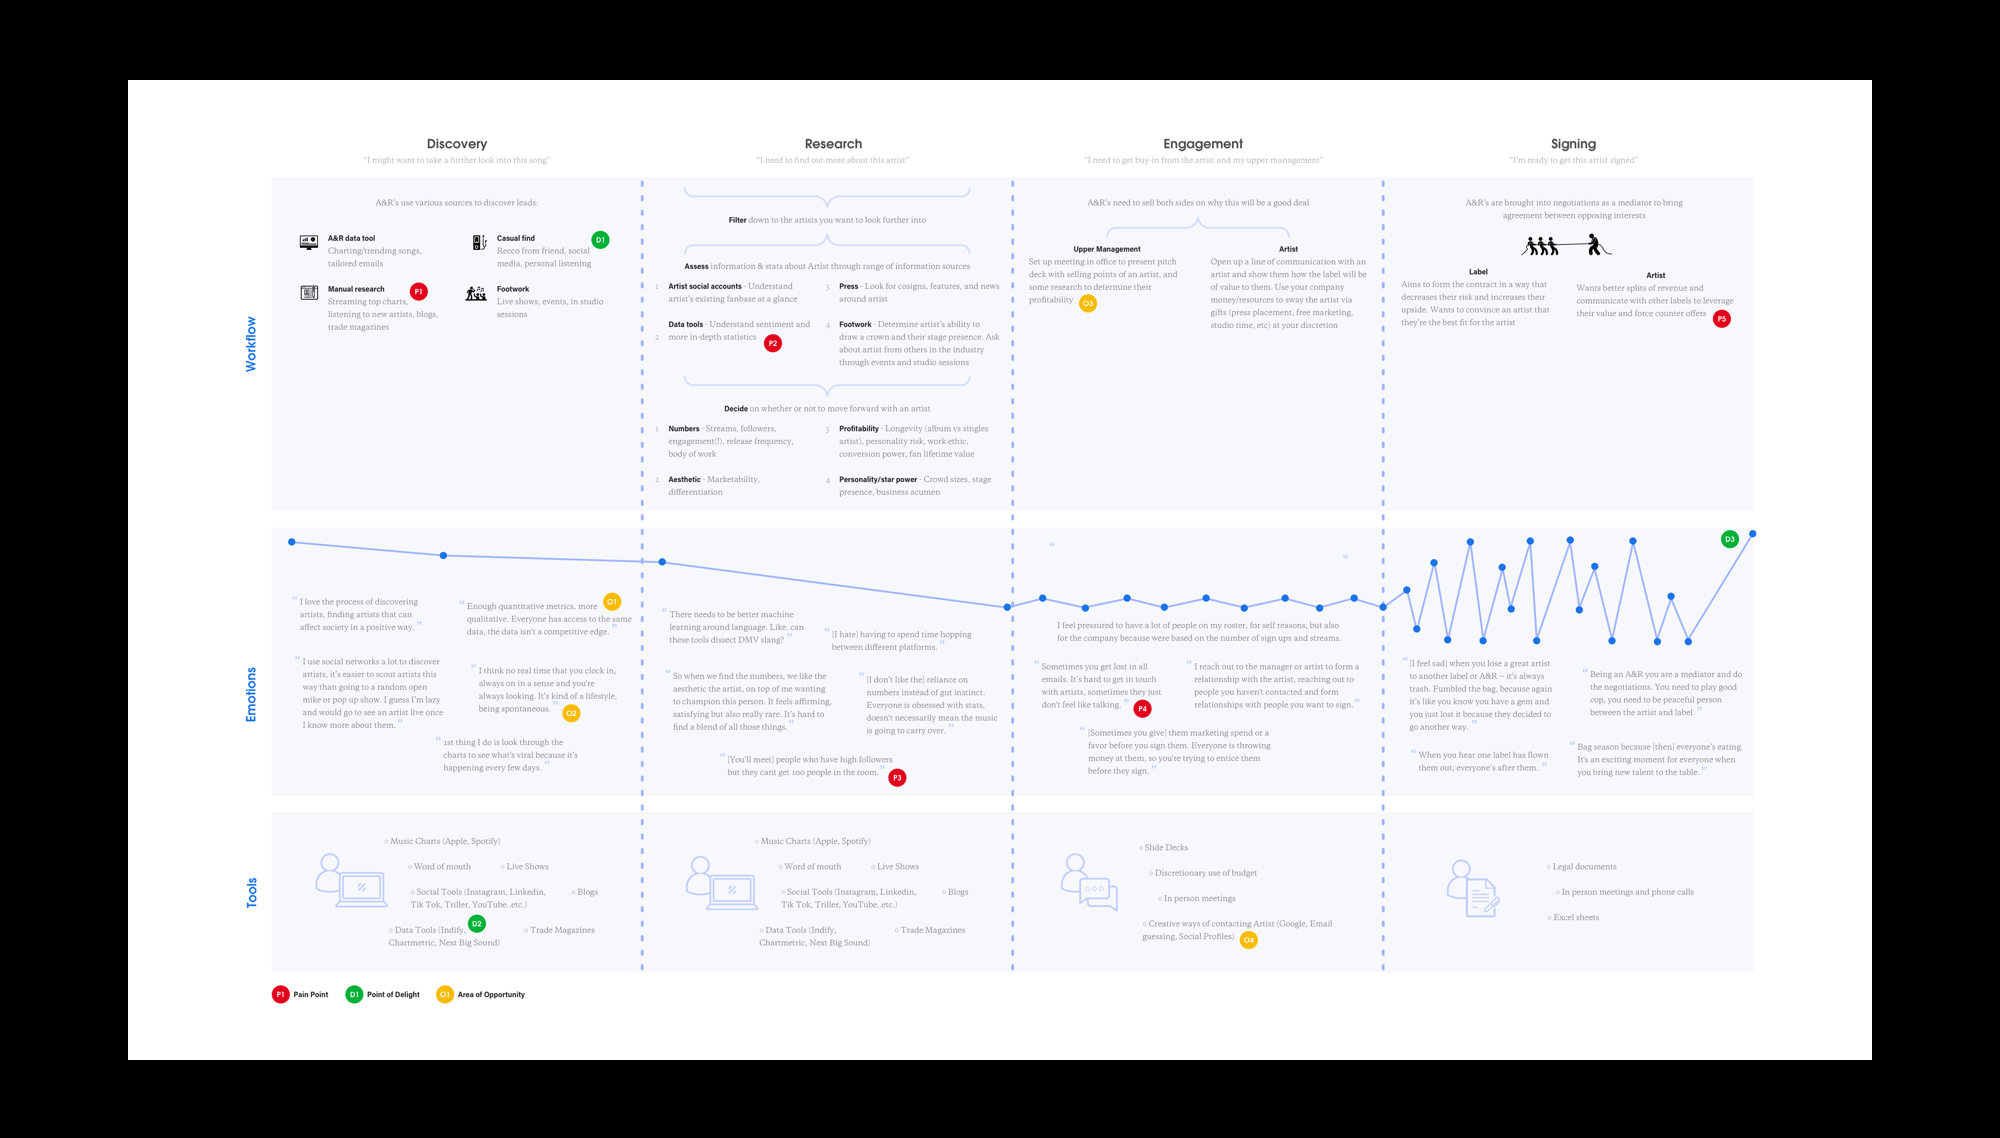 Discovery
"I might want to take a further look into this song"
Research
"I need to find out more about this artist"
Engagement
"I need to get buy-in from the artist and my upper management"
Signing
"I'm ready to get this artist signed"
Workflow
A&R's use various sources to discover leads:
A&R data tool
Charting/trending songs,
tailored emails
Casual find
D1
Recco from friend, social
media, personal listening
Manual research
P1
Streaming top charts,
listening to new artists, blogs,
trade magazines
Footwork
Live shows, events, in studio
sessions
Filter down to the artists you want to look further into
Assess information & stats about Artist through range of information sources
1 Artist social accounts - Understand
artist's existing fanbase at a glance
Data tools - Understand sentiment and
2 more in-depth statistics
P2
3 Press - Look for cosigns, features, and news
around artist
4 Footwork - Determine artist's ability to
draw a crown and their stage presence. Ask
about artist from others in the industry
through events and studio sessions
Decide on whether or not to move forward with an artist
1 Numbers - Streams, followers,
engagement(!), release frequency,
body of work
2 Aesthetic - Marketability,
differentiation
3 Profitability - Longevity (album vs singles
artist), personality risk, work ethic,
conversion power, fan lifetime value
4 Personality/star power - Crowd sizes, stage
presence, business acumen
A&R's need to sell both sides on why this will be a good deal
Upper Management
Set up meeting in office to present pitch
deck with selling points of an artist, and
some research to determine their
profitability
O3
Artist
Open up a line of communication with an
artist and show them how the label will be
of value to them. Use your company
money/resources to sway the artist via
gifts (press placement, free marketing,
studio time, etc) at your discretion
A&R's are brought into negotiations as a mediator to bring
agreement between opposing interests
Label
Aims to form the contract in a way that
decreases their risk and increases their
upside. Wants to convince an artist that
they're the best fit for the artist
Artist
Wants better splits of revenue and
communicate with other labels to leverage
their value and force counter offers
P5
Emotions
"I love the process of discovering
artists, finding artists that can
affect society in a positive way."
"Enough quantitative metrics, more
O1
qualitative. Everyone has access to the same
data, the data isn't a competitive edge."
"I use social networks a lot to discover
artists, it's easier to scout artists this
way than going to a random open
mike or pop up show. I guess I'm lazy
and would go to see an artist live once
I know more about them."
"I think no real time that you clock in,
always on in a sense and you're
always looking. It's kind of a lifestyle,
being spontaneous."
O2
"1st thing I do is look through the
charts to see what's viral because it's
happening every few days."
"There needs to be better machine
learning around language. Like, can
these tools dissect DMV slang?"
"[I hate] having to spend time hopping
between different platforms."
"So when we find the numbers, we like the
aesthetic the artist, on top of me wanting
to champion this person. It feels affirming,
satisfying but also really rare. It's hard to
find a blend of all those things."
"[I don't like the] reliance on
numbers instead of gut instinct.
Everyone is obsessed with stats,
doesn't necessarily mean the music
is going to carry over."
"[You'll meet] people who have high followers
but they cant get 100 people in the room."
P3
" "
I feel pressured to have a lot of people on my roster, for self reasons, but also
for the company because were based on the number of sign ups and streams.
"Sometimes you get lost in all
emails. It's hard to get in touch
with artists, sometimes they just
don't feel like talking."
P4
"I reach out to the manager or artist to form a
relationship with the artist, reaching out to
people you haven't contacted and form
relationships with people you want to sign."
"[Sometimes you give] them marketing spend or a
favor before you sign them. Everyone is throwing
money at them, so you're trying to entice them
before they sign."
D3
"[I feel sad] when you lose a great artist
to another label or A&R -- it's always
trash. Fumbled the bag, because again
it's like you know you have a gem and
you just lost it because they decided to
go another way."
"Being an A&R you are a mediator and do
the negotiations. You need to play good
cop, you need to be peaceful person
between the artist and label."
"When you hear one label has flown
them out, everyone's after them."
"Bag season because [then] everyone's eating.
It's an exciting moment for everyone when
you bring new talent to the table."
Tools
Music Charts (Apple, Spotify)
Word of mouth
Live Shows
Social Tools (Instagram, Linkedin,
Tik Tok, Triller, YouTube..etc.)
Blogs
D2
Data Tools (Indify,
Chartmetric, Next Big Sound)
Trade Magazines
Music Charts (Apple, Spotify)
Word of mouth
Live Shows
Social Tools (Instagram, Linkedin,
Tik Tok, Triller, YouTube..etc.)
Blogs
Data Tools (Indify,
Chartmetric, Next Big Sound)
Trade Magazines
Slide Decks
Discretionary use of budget
In person meetings
Creative ways of contacting Artist (Google, Email
guessing, Social Profiles)
O4
Legal documents
In person meetings and phone calls
Excel sheets
P1 Pain Point
D1 Point of Delight
O1 Area of Opportunity